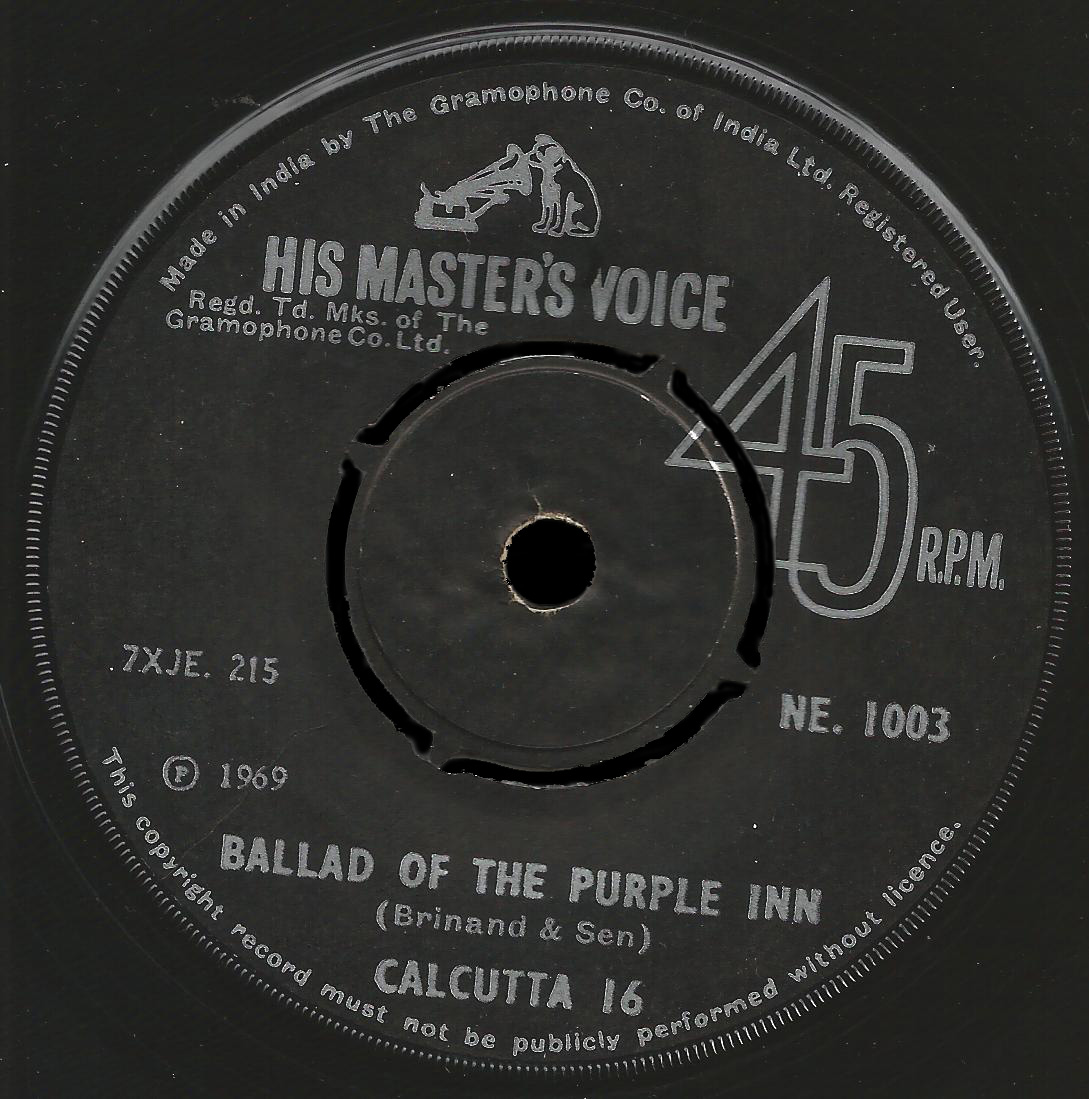 Made in India by The Gramophone Co. of India Ltd. Registered User.
HIS MASTER'S VOICE
Regd. Td. Mks. of The
Gramophone Co. Ltd.
45 R.P.M.
7XJE. 215
NE. 1003
Ⓟ 1969
BALLAD OF THE PURPLE INN
(Brinand & Sen)
CALCUTTA 16
This copyright record must not be publicly performed without licence.